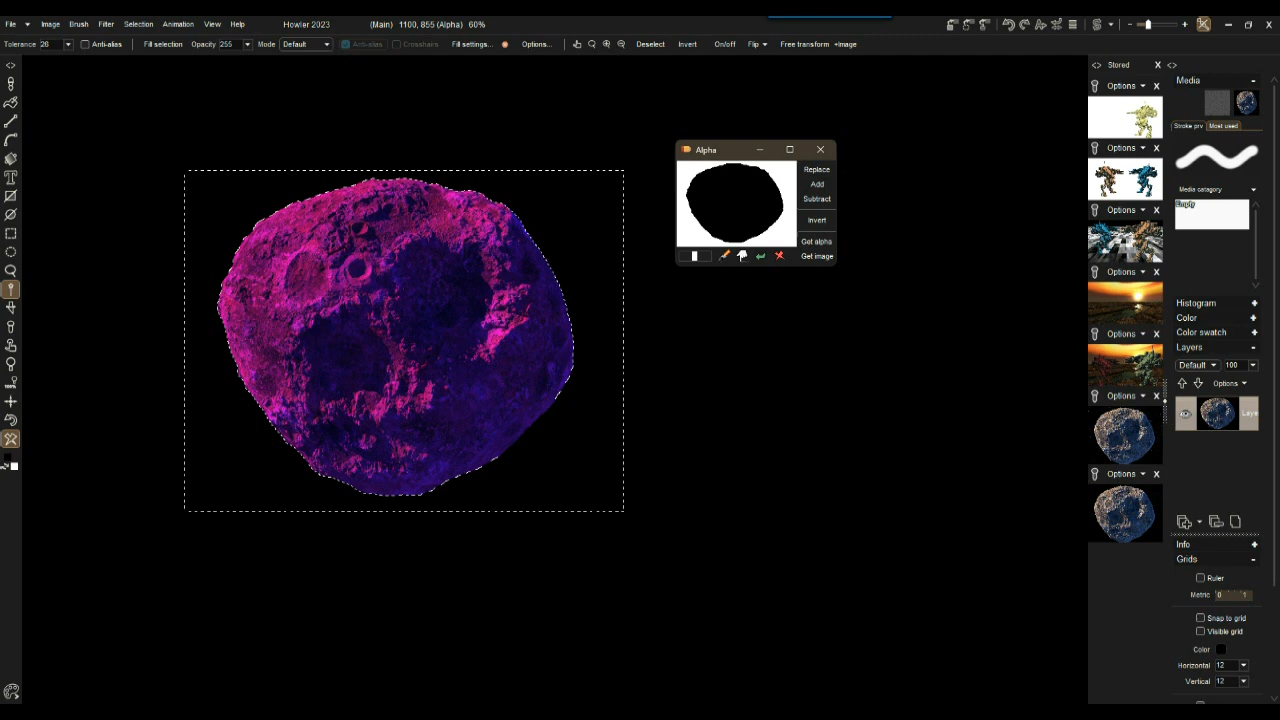 File Image Brush Filter Selection Animation View Help Howler 2023 (Main) 1100, 855 (Alpha) 60%
Tolerance 28 Anti-alias Fill selection Opacity 255 Mode Default Anti-alias Crosshairs Fill settings... Options... Deselect Invert On/off Flip Free transform +Image
Stored
Options
Options
Options
Options
Options
Options
Options
Alpha
Replace
Add
Subtract
Invert
Get alpha
Get image
Media
Stroke prv Most used
Media catagory
Empty
Histogram
Color
Color swatch
Layers
Default 100
Options
Laye
Info
Grids
Ruler
Metric 0 1
Snap to grid
Visible grid
Color
Horizontal 12
Vertical 12